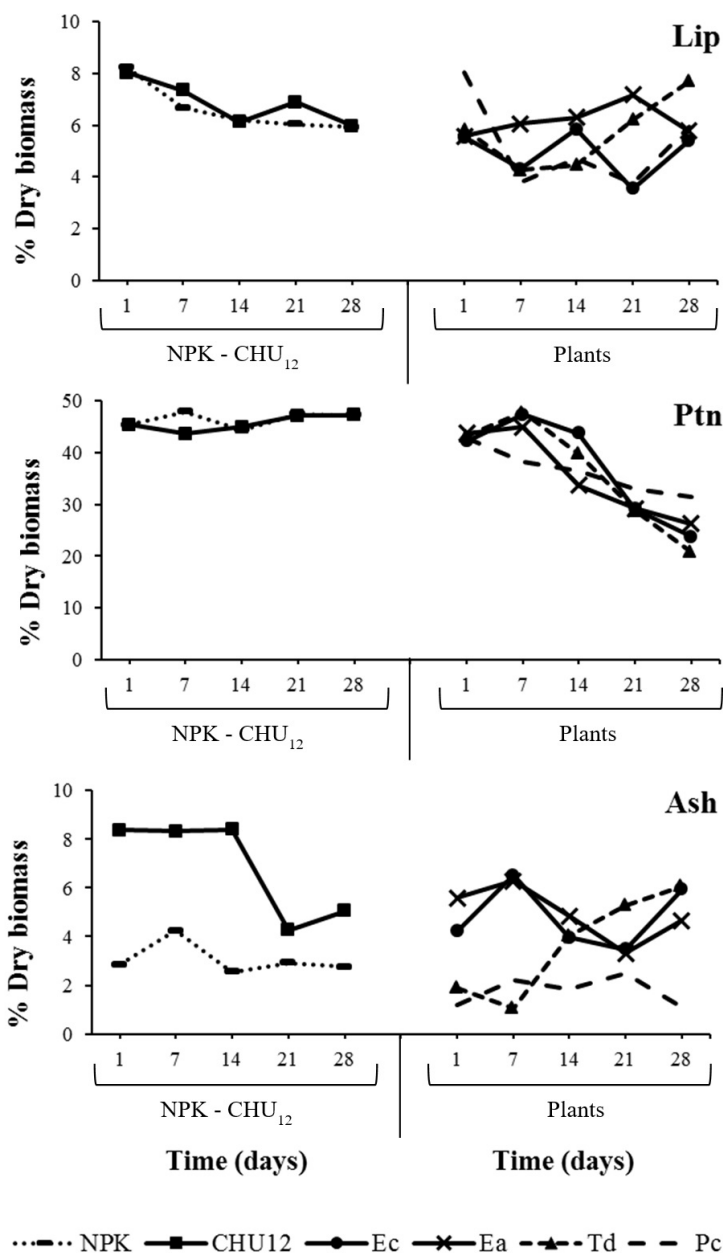 Lip
% Dry biomass
10
8
6
4
2
0
1 7 14 21 28 1 7 14 21 28
NPK - CHU₁₂ Plants
Ptn
% Dry biomass
50
40
30
20
10
0
1 7 14 21 28 1 7 14 21 28
NPK - CHU₁₂ Plants
Ash
% Dry biomass
10
8
6
4
2
0
1 7 14 21 28 1 7 14 21 28
NPK - CHU₁₂ Plants
Time (days) Time (days)
NPK CHU12 Ec Ea Td Pc